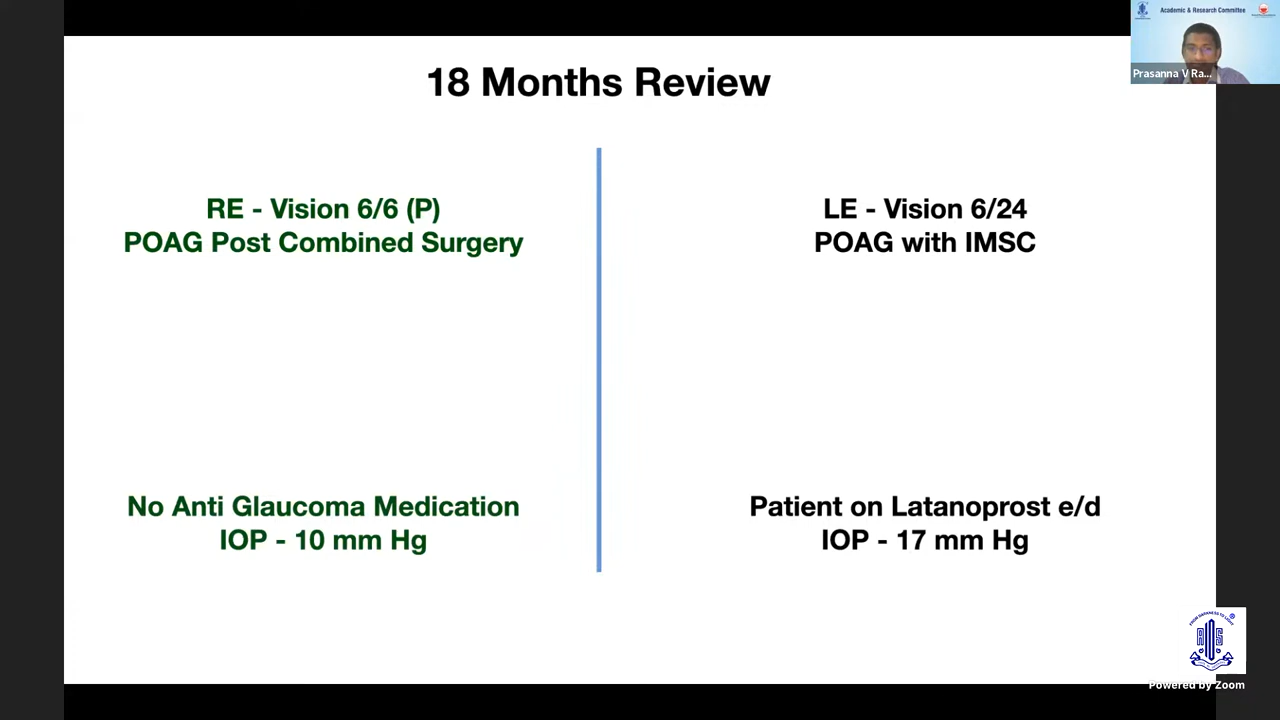 Academic & Research Committee
Prasanna V Ra...
18 Months Review
RE - Vision 6/6 (P)
POAG Post Combined Surgery
LE - Vision 6/24
POAG with IMSC
No Anti Glaucoma Medication
IOP - 10 mm Hg
Patient on Latanoprost e/d
IOP - 17 mm Hg
Powered by Zoom